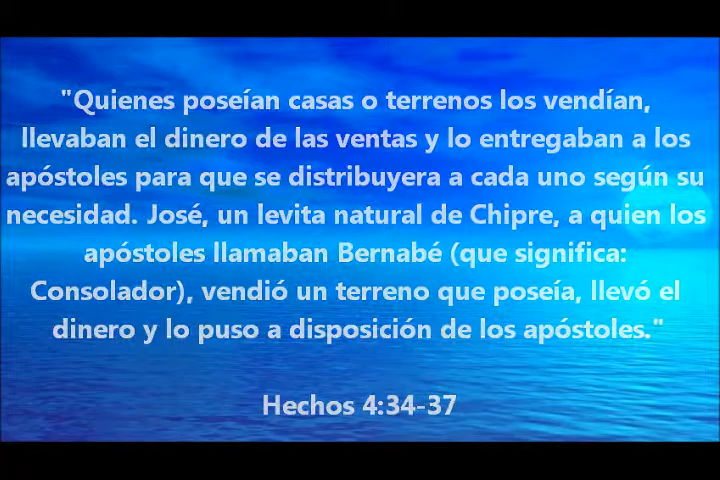 "Quienes poseían casas o terrenos los vendían,
llevaban el dinero de las ventas y lo entregaban a los
apóstoles para que se distribuyera a cada uno según su
necesidad. José, un levita natural de Chipre, a quien los
apóstoles llamaban Bernabé (que significa:
Consolador), vendió un terreno que poseía, llevó el
dinero y lo puso a disposición de los apóstoles."
Hechos 4:34-37